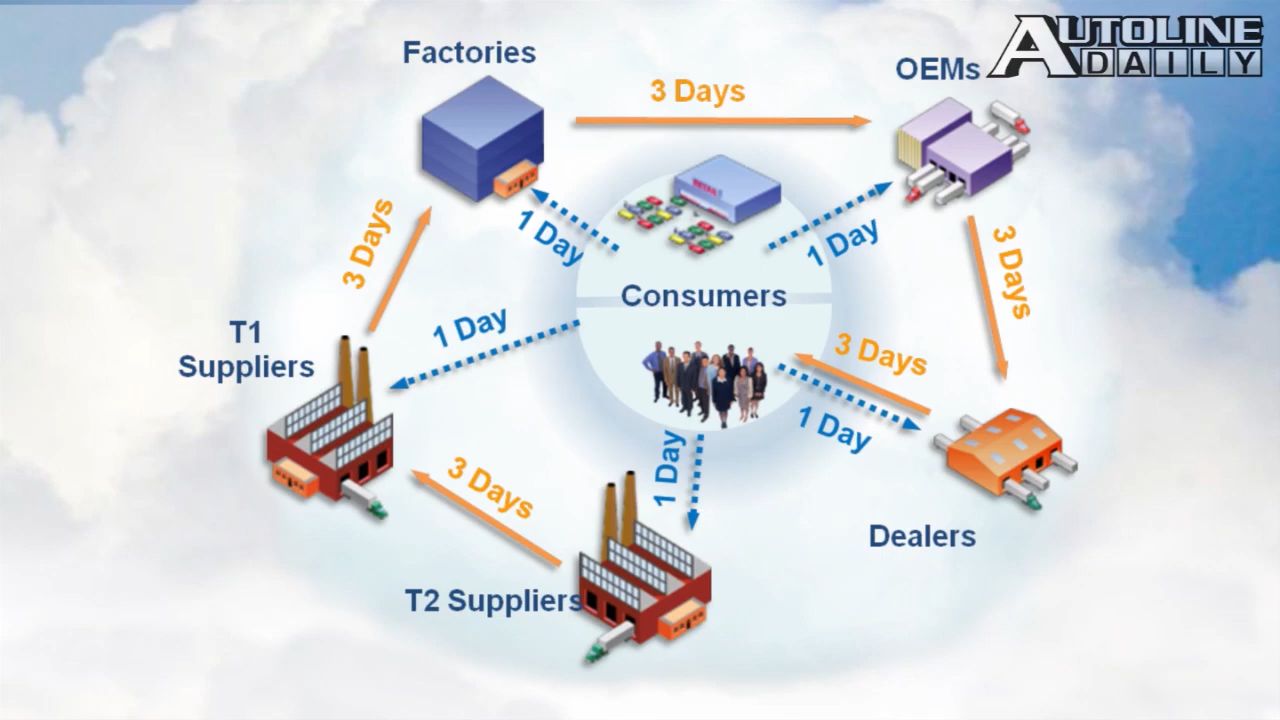 AUTOLINE
DAILY
Factories
3 Days
OEMs
RETAIL
1 Day
1 Day
3 Days
3 Days
Consumers
T1
Suppliers
1 Day
3 Days
1 Day
1 Day
3 Days
Dealers
T2 Suppliers